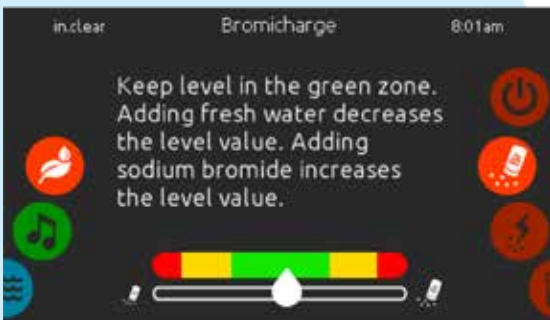 in.clear Bromicharge 8:01am
Keep level in the green zone.
Adding fresh water decreases
the level value. Adding
sodium bromide increases
the level value.